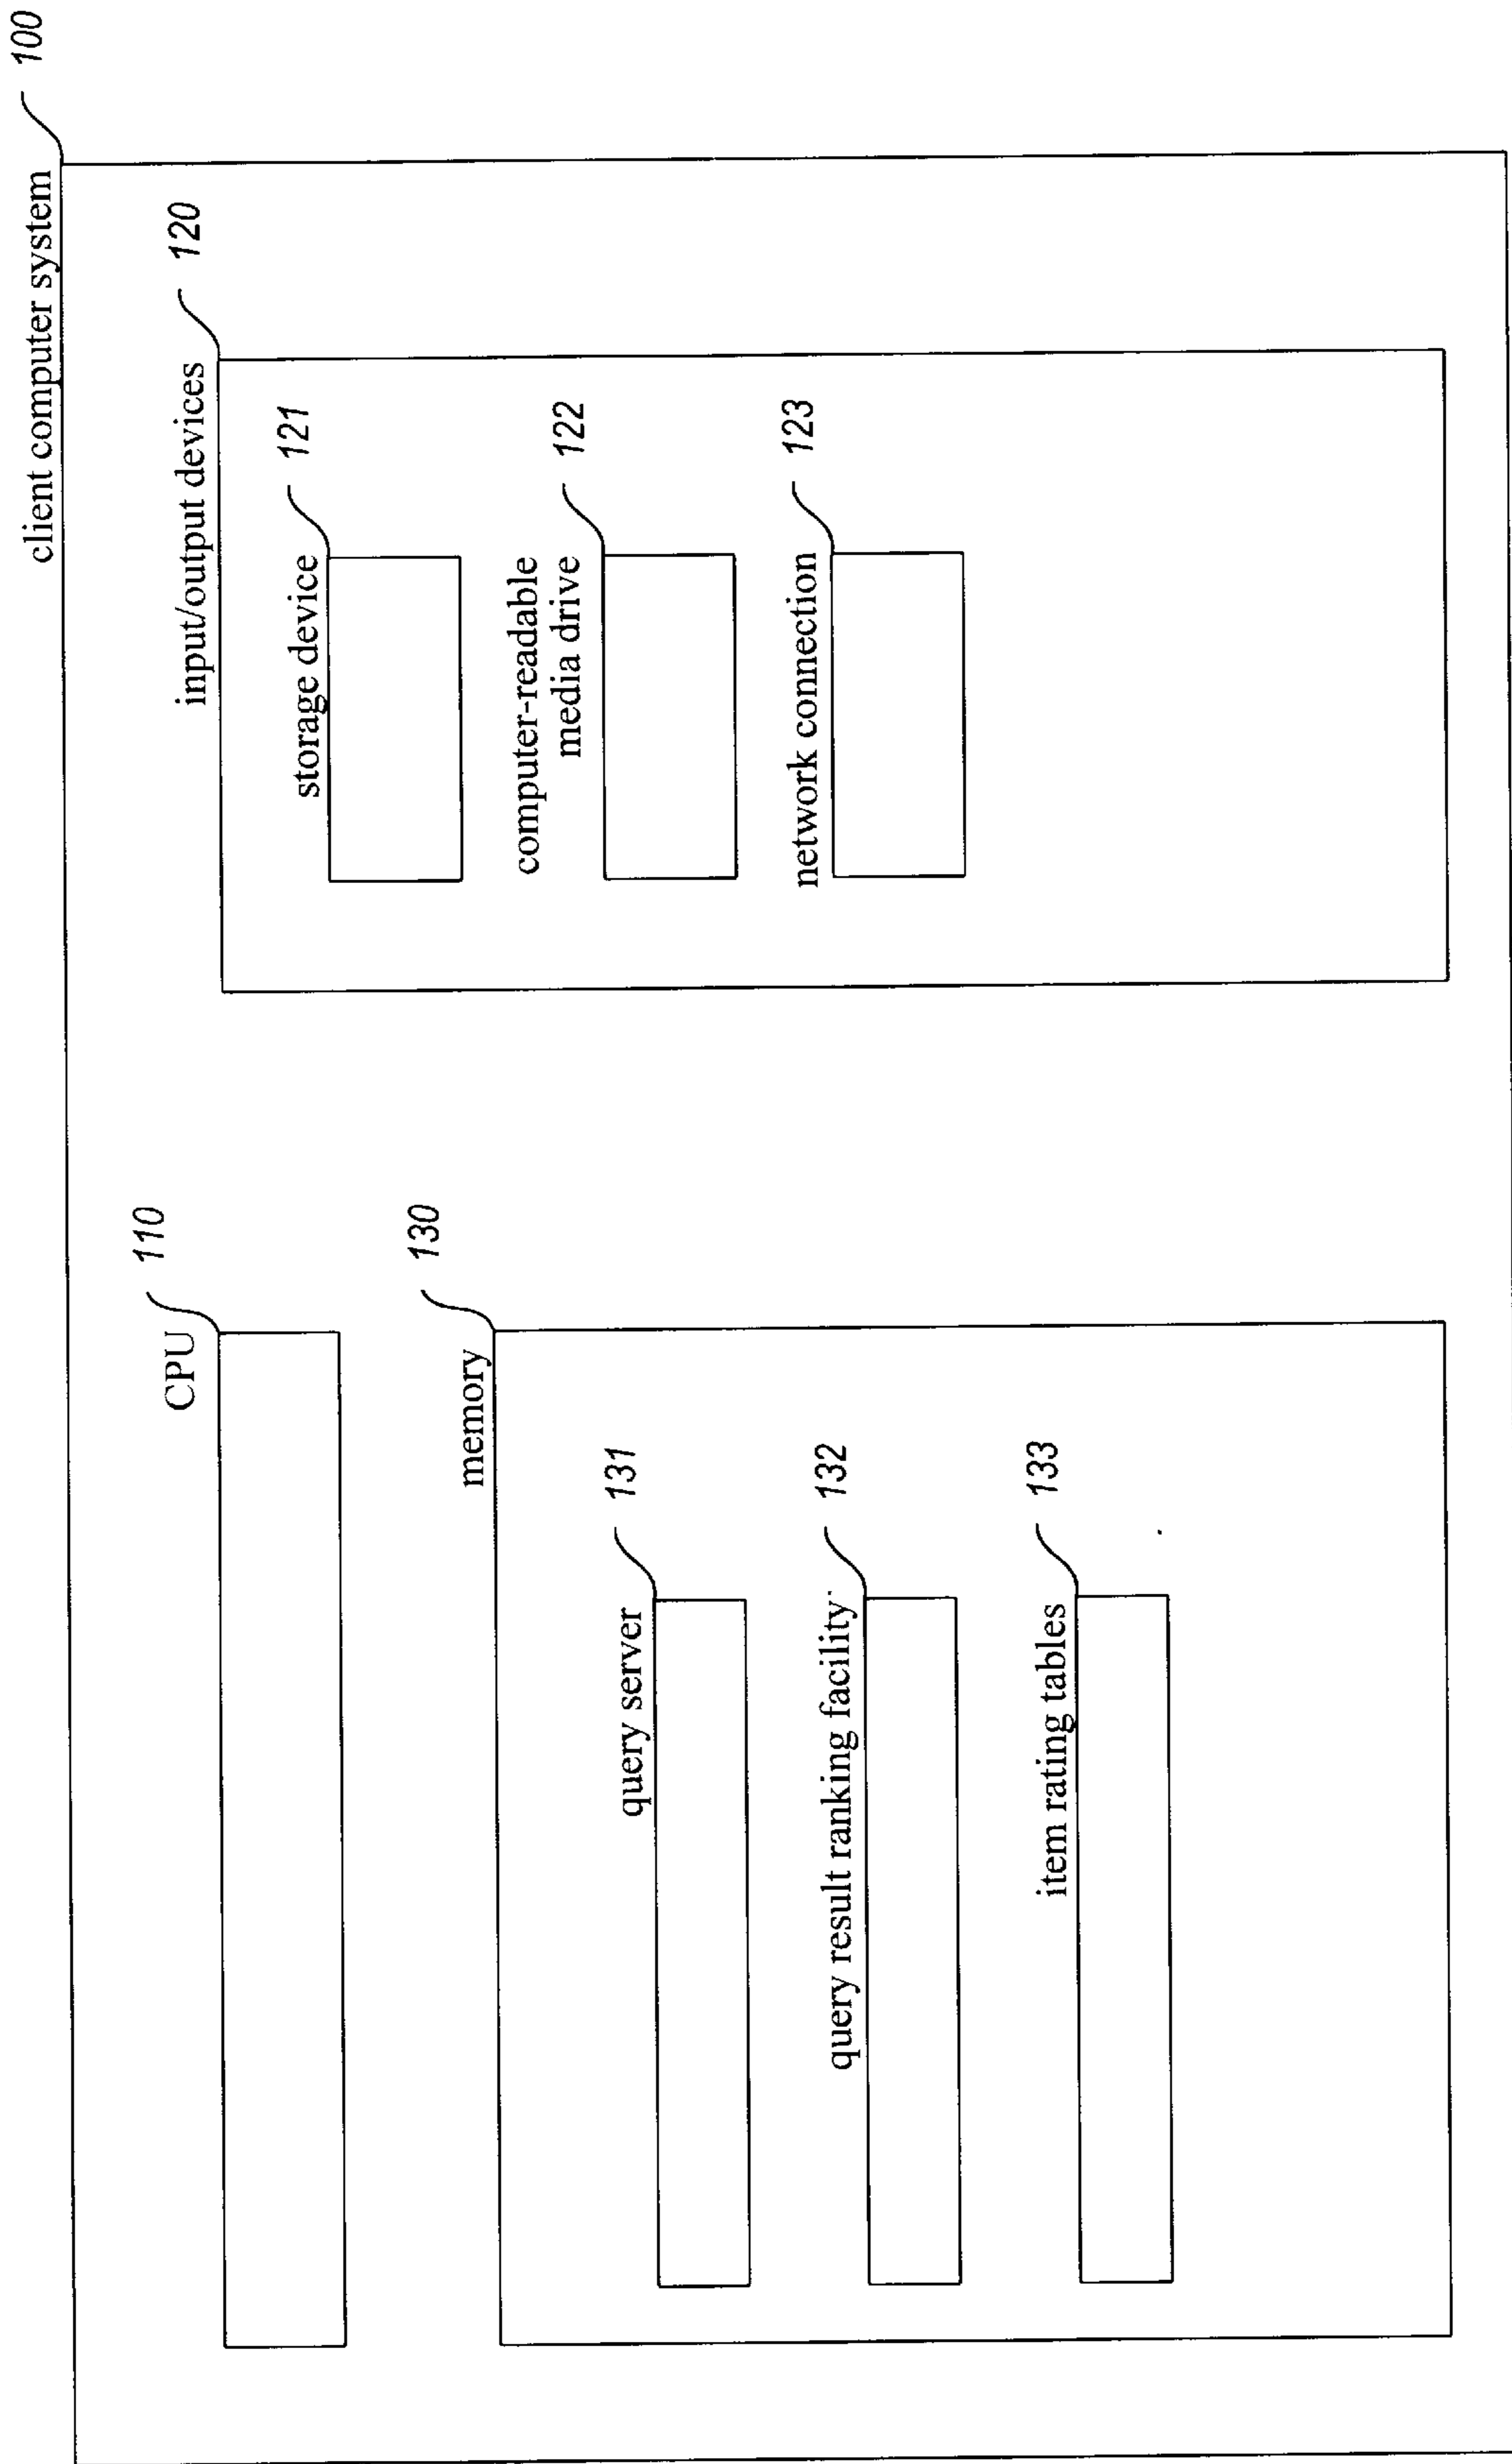 client computer system
100
CPU
110
input/output devices
120
storage device
121
computer-readable
media drive
122
network connection
123
memory
130
query server
131
query result ranking facility
132
item rating tables
133